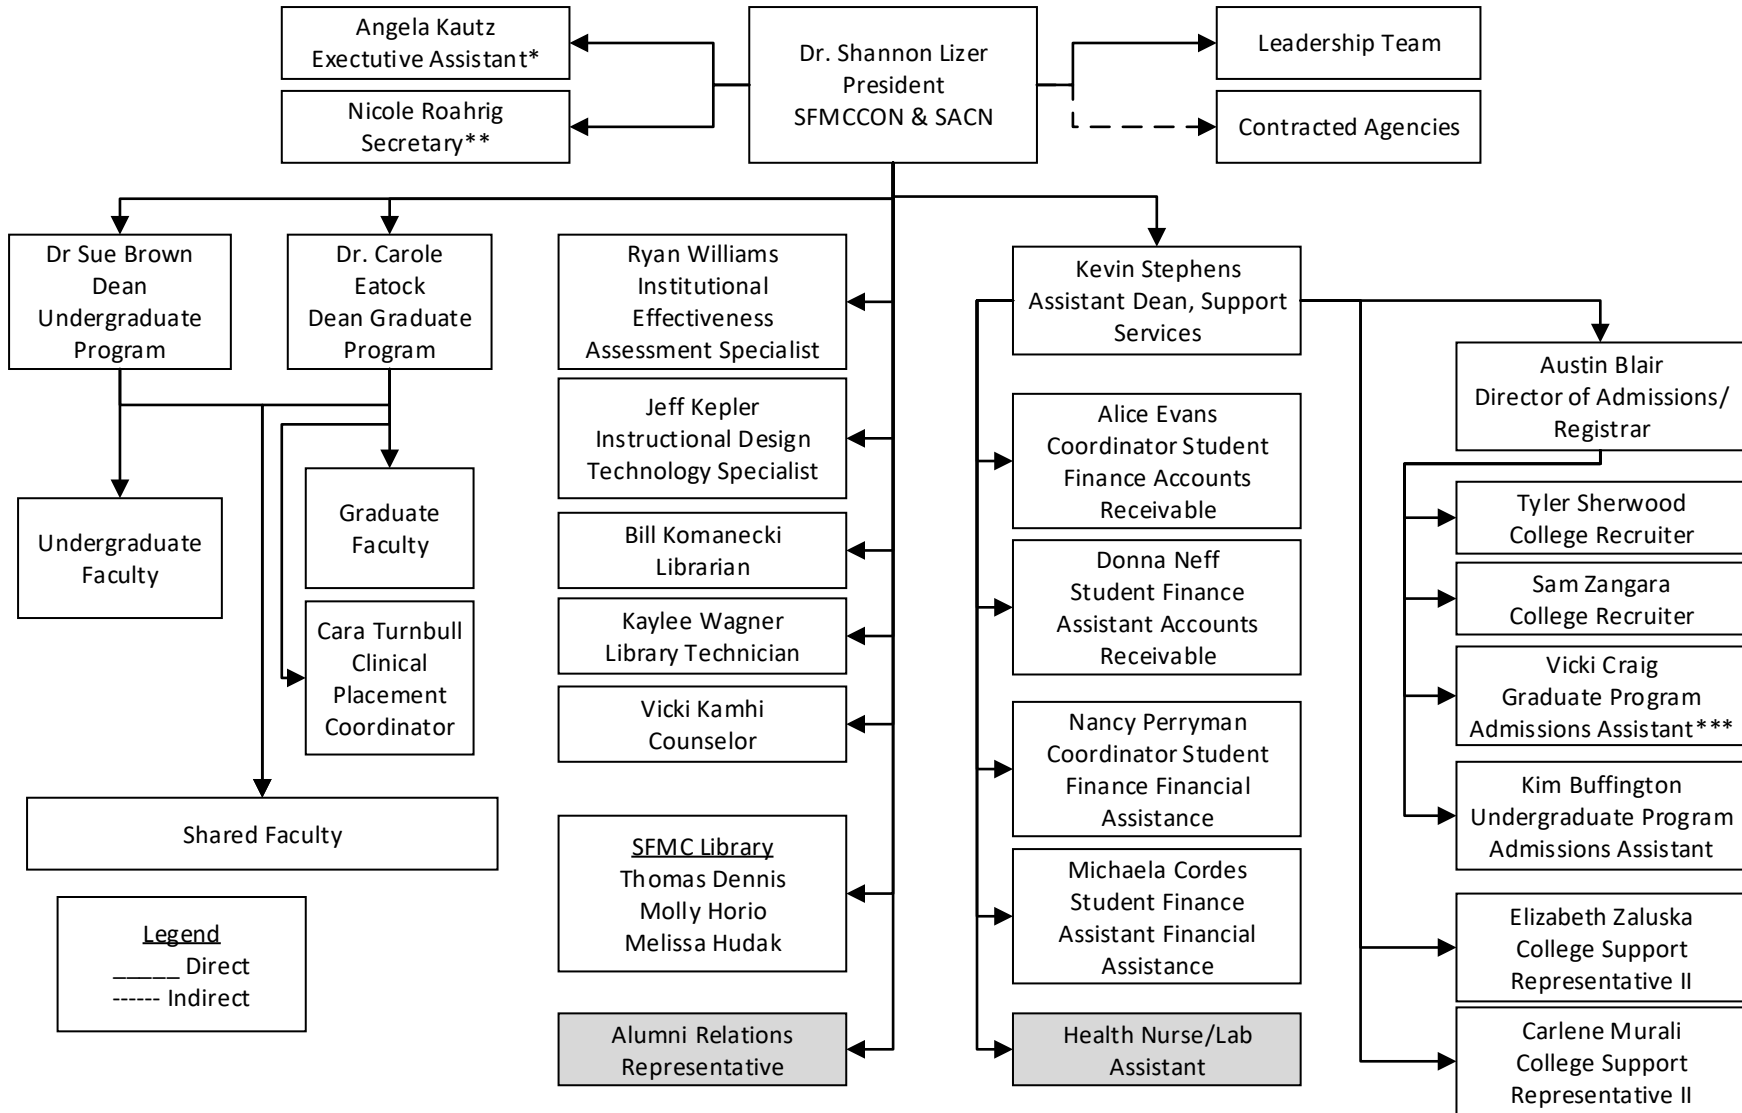 Angela Kautz
Exectutive Assistant*
Nicole Roahrig
Secretary**
Dr. Shannon Lizer
President
SFMCCON & SACN
Leadership Team
Contracted Agencies
Dr Sue Brown
Dean
Undergraduate
Program
Dr. Carole
Eatock
Dean Graduate
Program
Undergraduate
Faculty
Graduate
Faculty
Cara Turnbull
Clinical
Placement
Coordinator
Shared Faculty
Legend
_____ Direct
------ Indirect
Ryan Williams
Institutional
Effectiveness
Assessment Specialist
Jeff Kepler
Instructional Design
Technology Specialist
Bill Komanecki
Librarian
Kaylee Wagner
Library Technician
Vicki Kamhi
Counselor
SFMC Library
Thomas Dennis
Molly Horio
Melissa Hudak
Alumni Relations
Representative
Kevin Stephens
Assistant Dean, Support
Services
Alice Evans
Coordinator Student
Finance Accounts
Receivable
Donna Neff
Student Finance
Assistant Accounts
Receivable
Nancy Perryman
Coordinator Student
Finance Financial
Assistance
Michaela Cordes
Student Finance
Assistant Financial
Assistance
Health Nurse/Lab
Assistant
Austin Blair
Director of Admissions/
Registrar
Tyler Sherwood
College Recruiter
Sam Zangara
College Recruiter
Vicki Craig
Graduate Program
Admissions Assistant***
Kim Buffington
Undergraduate Program
Admissions Assistant
Elizabeth Zaluska
College Support
Representative II
Carlene Murali
College Support
Representative II